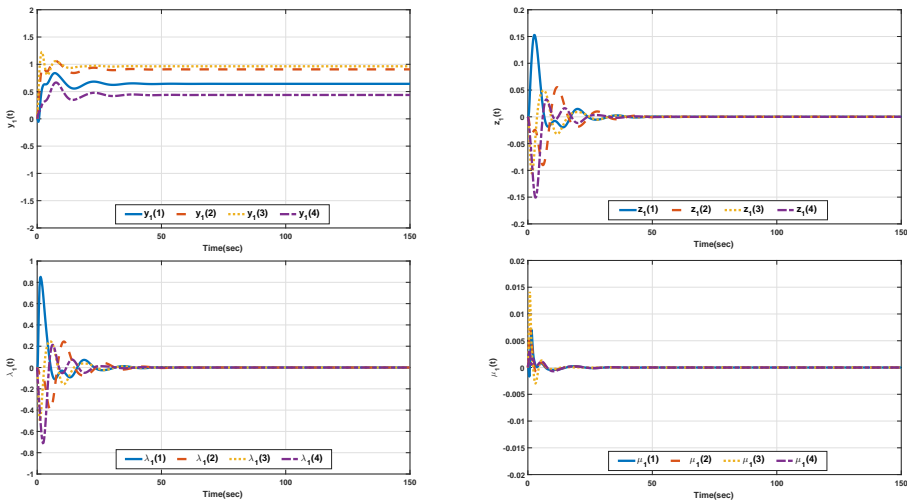 2
1.5
1
0.5
0
-0.5
-1
-1.5
-2
y₁(t)
y₁(1) y₁(2) y₁(3) y₁(4)
0 50 100 150
Time(sec)
0.2
0.15
0.1
0.05
0
-0.05
-0.1
-0.15
-0.2
z₁(t)
z₁(1) z₁(2) z₁(3) z₁(4)
0 50 100 150
Time(sec)
1
0.8
0.6
0.4
0.2
0
-0.2
-0.4
-0.6
-0.8
-1
λ₁(t)
λ₁(1) λ₁(2) λ₁(3) λ₁(4)
0 50 100 150
Time(sec)
0.02
0.015
0.01
0.005
0
-0.005
-0.01
-0.015
-0.02
μ₁(t)
μ₁(1) μ₁(2) μ₁(3) μ₁(4)
0 50 100 150
Time(sec)